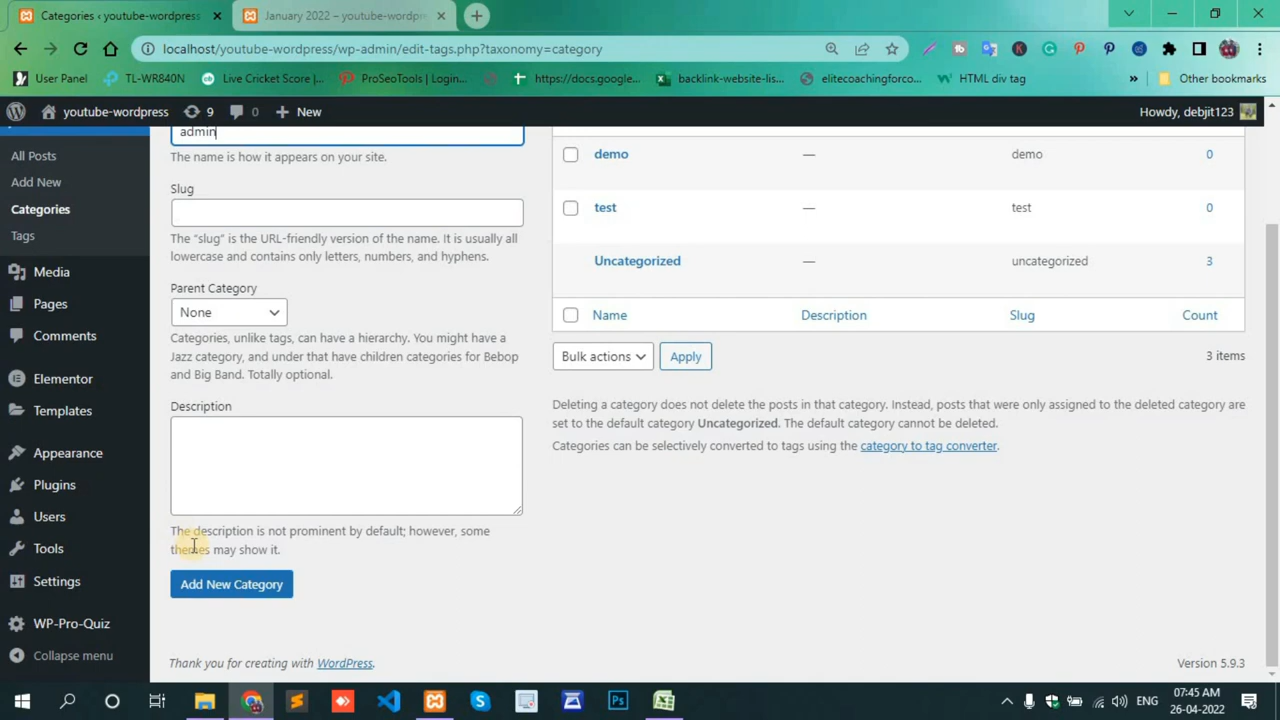 Categories ‹ youtube-wordpress
January 2022 – youtube-wordpr
localhost/youtube-wordpress/wp-admin/edit-tags.php?taxonomy=category
User Panel
TL-WR840N
Live Cricket Score |...
ProSeoTools | Login...
https://docs.google...
backlink-website-lis...
elitecoachingforco...
HTML div tag
»
Other bookmarks
youtube-wordpress
9
0
New
Howdy, debjit123
All Posts
Add New
Categories
Tags
Media
Pages
Comments
Elementor
Templates
Appearance
Plugins
Users
Tools
Settings
WP-Pro-Quiz
Collapse menu
admin
The name is how it appears on your site.
Slug
The “slug” is the URL-friendly version of the name. It is usually all
lowercase and contains only letters, numbers, and hyphens.
Parent Category
None
Categories, unlike tags, can have a hierarchy. You might have a
Jazz category, and under that have children categories for Bebop
and Big Band. Totally optional.
Description
The description is not prominent by default; however, some
themes may show it.
Add New Category
demo — demo 0
test — test 0
Uncategorized — uncategorized 3
Name Description Slug Count
Bulk actions
Apply
3 items
Deleting a category does not delete the posts in that category. Instead, posts that were only assigned to the deleted category are
set to the default category Uncategorized. The default category cannot be deleted.
Categories can be selectively converted to tags using the category to tag converter.
Thank you for creating with WordPress.
Version 5.9.3
ENG
07:45 AM
26-04-2022